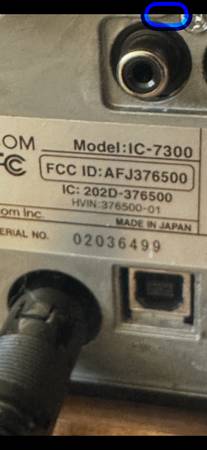 Model:IC-7300
FCC ID:AFJ376500
IC: 202D-376500
HVIN:376500-01
om Inc.
MADE IN JAPAN
ERIAL NO. 02036499